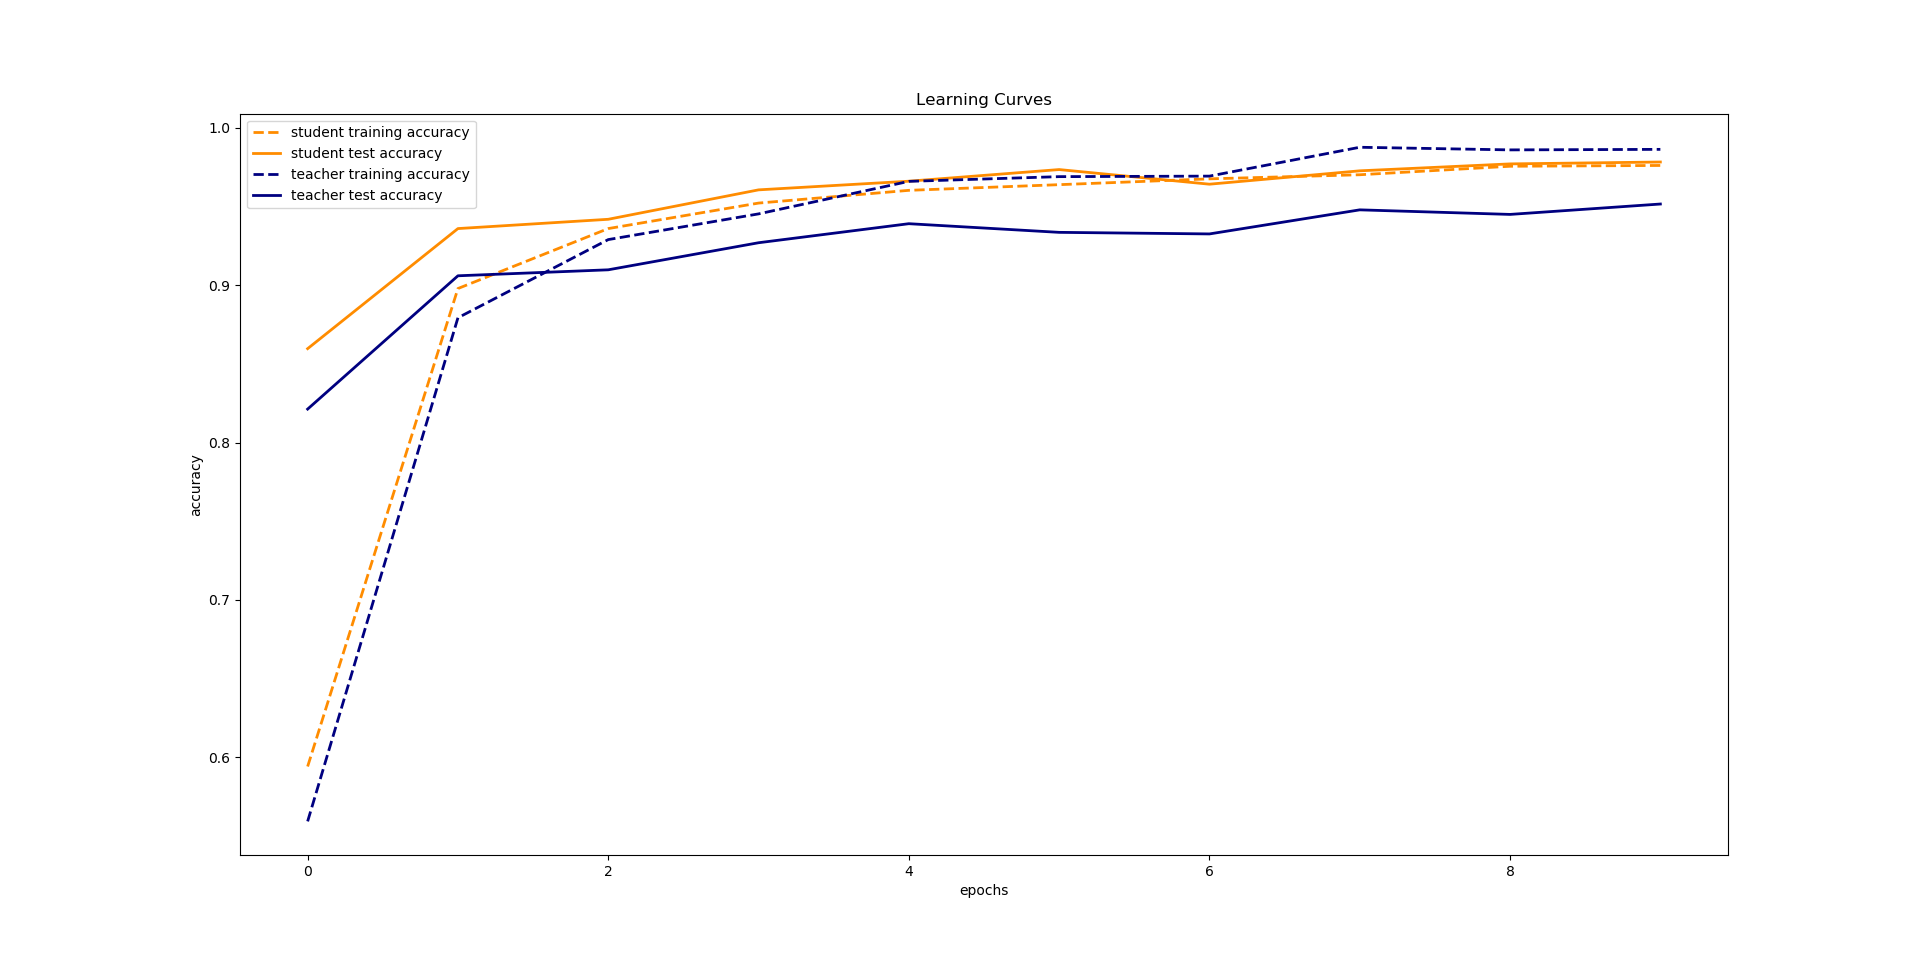 Learning Curves
student training accuracy
student test accuracy
teacher training accuracy
teacher test accuracy
1.0
0.9
0.8
0.7
0.6
accuracy
0 2 4 6 8
epochs